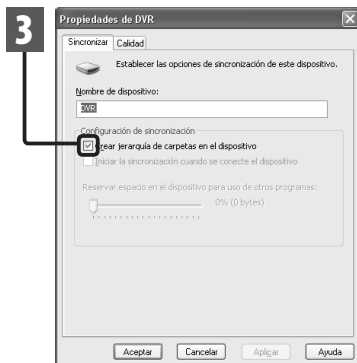 3
Propiedades de DVR
Sincronizar Calidad
Establecer las opciones de sincronización de este dispositivo.
Nombre de dispositivo:
DVR
Configuración de sincronización
Crear jerarquía de carpetas en el dispositivo
Iniciar la sincronización cuando se conecte el dispositivo
Reservar espacio en el dispositivo para uso de otros programas:
0% (0 bytes)
Aceptar Cancelar Aplicar Ayuda